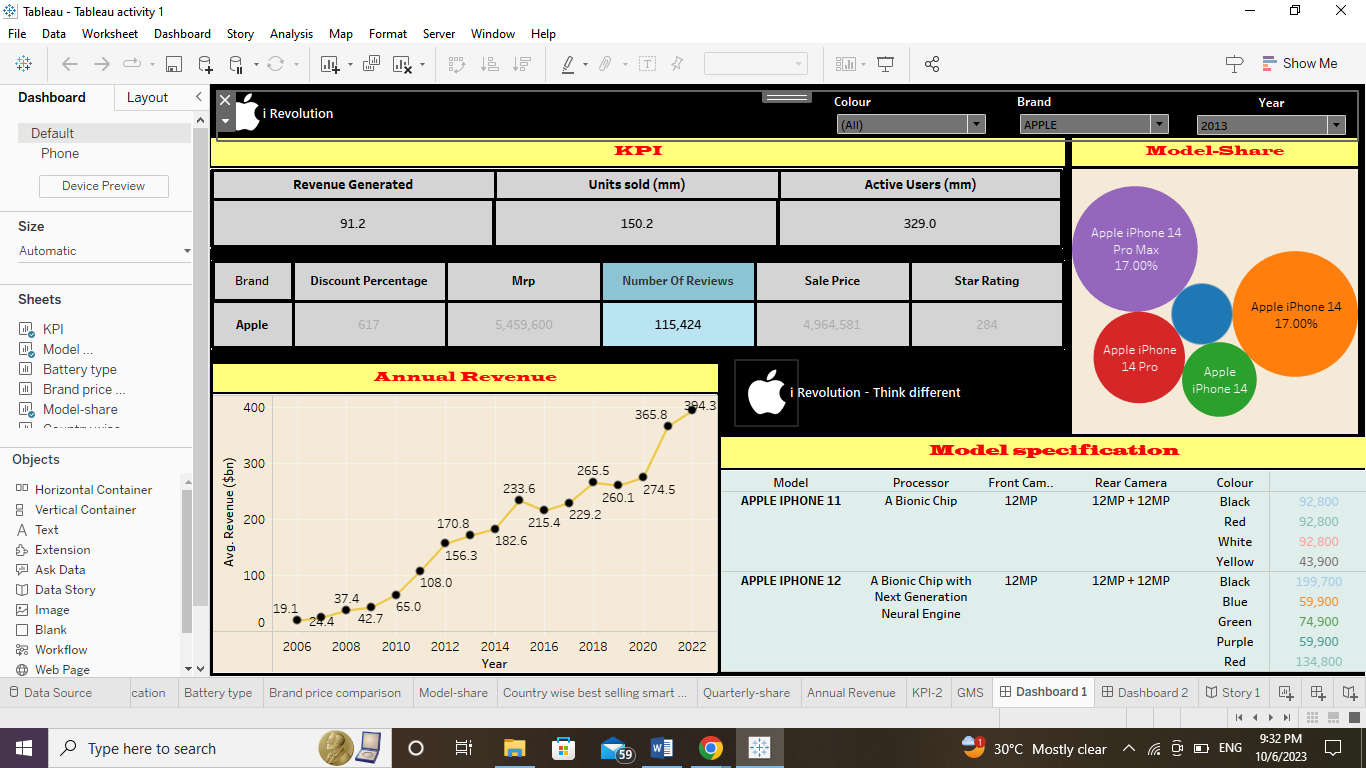 Tableau - Tableau activity 1
File Data Worksheet Dashboard Story Analysis Map Format Server Window Help
Show Me
Dashboard Layout
Default
Phone
Device Preview
Size
Automatic
Sheets
KPI
Model ...
Battery type
Brand price ...
Model-share
Objects
Horizontal Container
Vertical Container
Text
Extension
Ask Data
Data Story
Image
Blank
Workflow
Web Page
i Revolution
Colour Brand Year
(All) APPLE 2013
KPI
Revenue Generated Units sold (mm) Active Users (mm)
91.2 150.2 329.0
Brand Discount Percentage Mrp Number Of Reviews Sale Price Star Rating
Apple 617 5,459,600 115,424 4,964,581 284
Model-Share
Apple iPhone 14
Pro Max
17.00%
Apple iPhone 14
17.00%
Apple iPhone
14 Pro
Apple
iPhone 14
Annual Revenue
Avg. Revenue ($bn)
400
300
200
100
0
19.1
24.4
37.4
42.7
65.0
108.0
156.3
170.8
182.6
233.6
215.4
229.2
265.5
260.1
274.5
365.8
394.3
2006 2008 2010 2012 2014 2016 2018 2020 2022
Year
i Revolution - Think different
Model specification
Model Processor Front Cam.. Rear Camera Colour
APPLE IPHONE 11 A Bionic Chip 12MP 12MP + 12MP Black 92,800
Red 92,800
White 92,800
Yellow 43,900
APPLE IPHONE 12 A Bionic Chip with 12MP 12MP + 12MP Black 199,700
Next Generation Blue 59,900
Neural Engine Green 74,900
Purple 59,900
Red 134,800
Data Source cation Battery type Brand price comparison Model-share Country wise best selling smart ... Quarterly-share Annual Revenue KPI-2 GMS Dashboard 1 Dashboard 2 Story 1
Type here to search
59
1
30°C Mostly clear
ENG
9:32 PM
10/6/2023